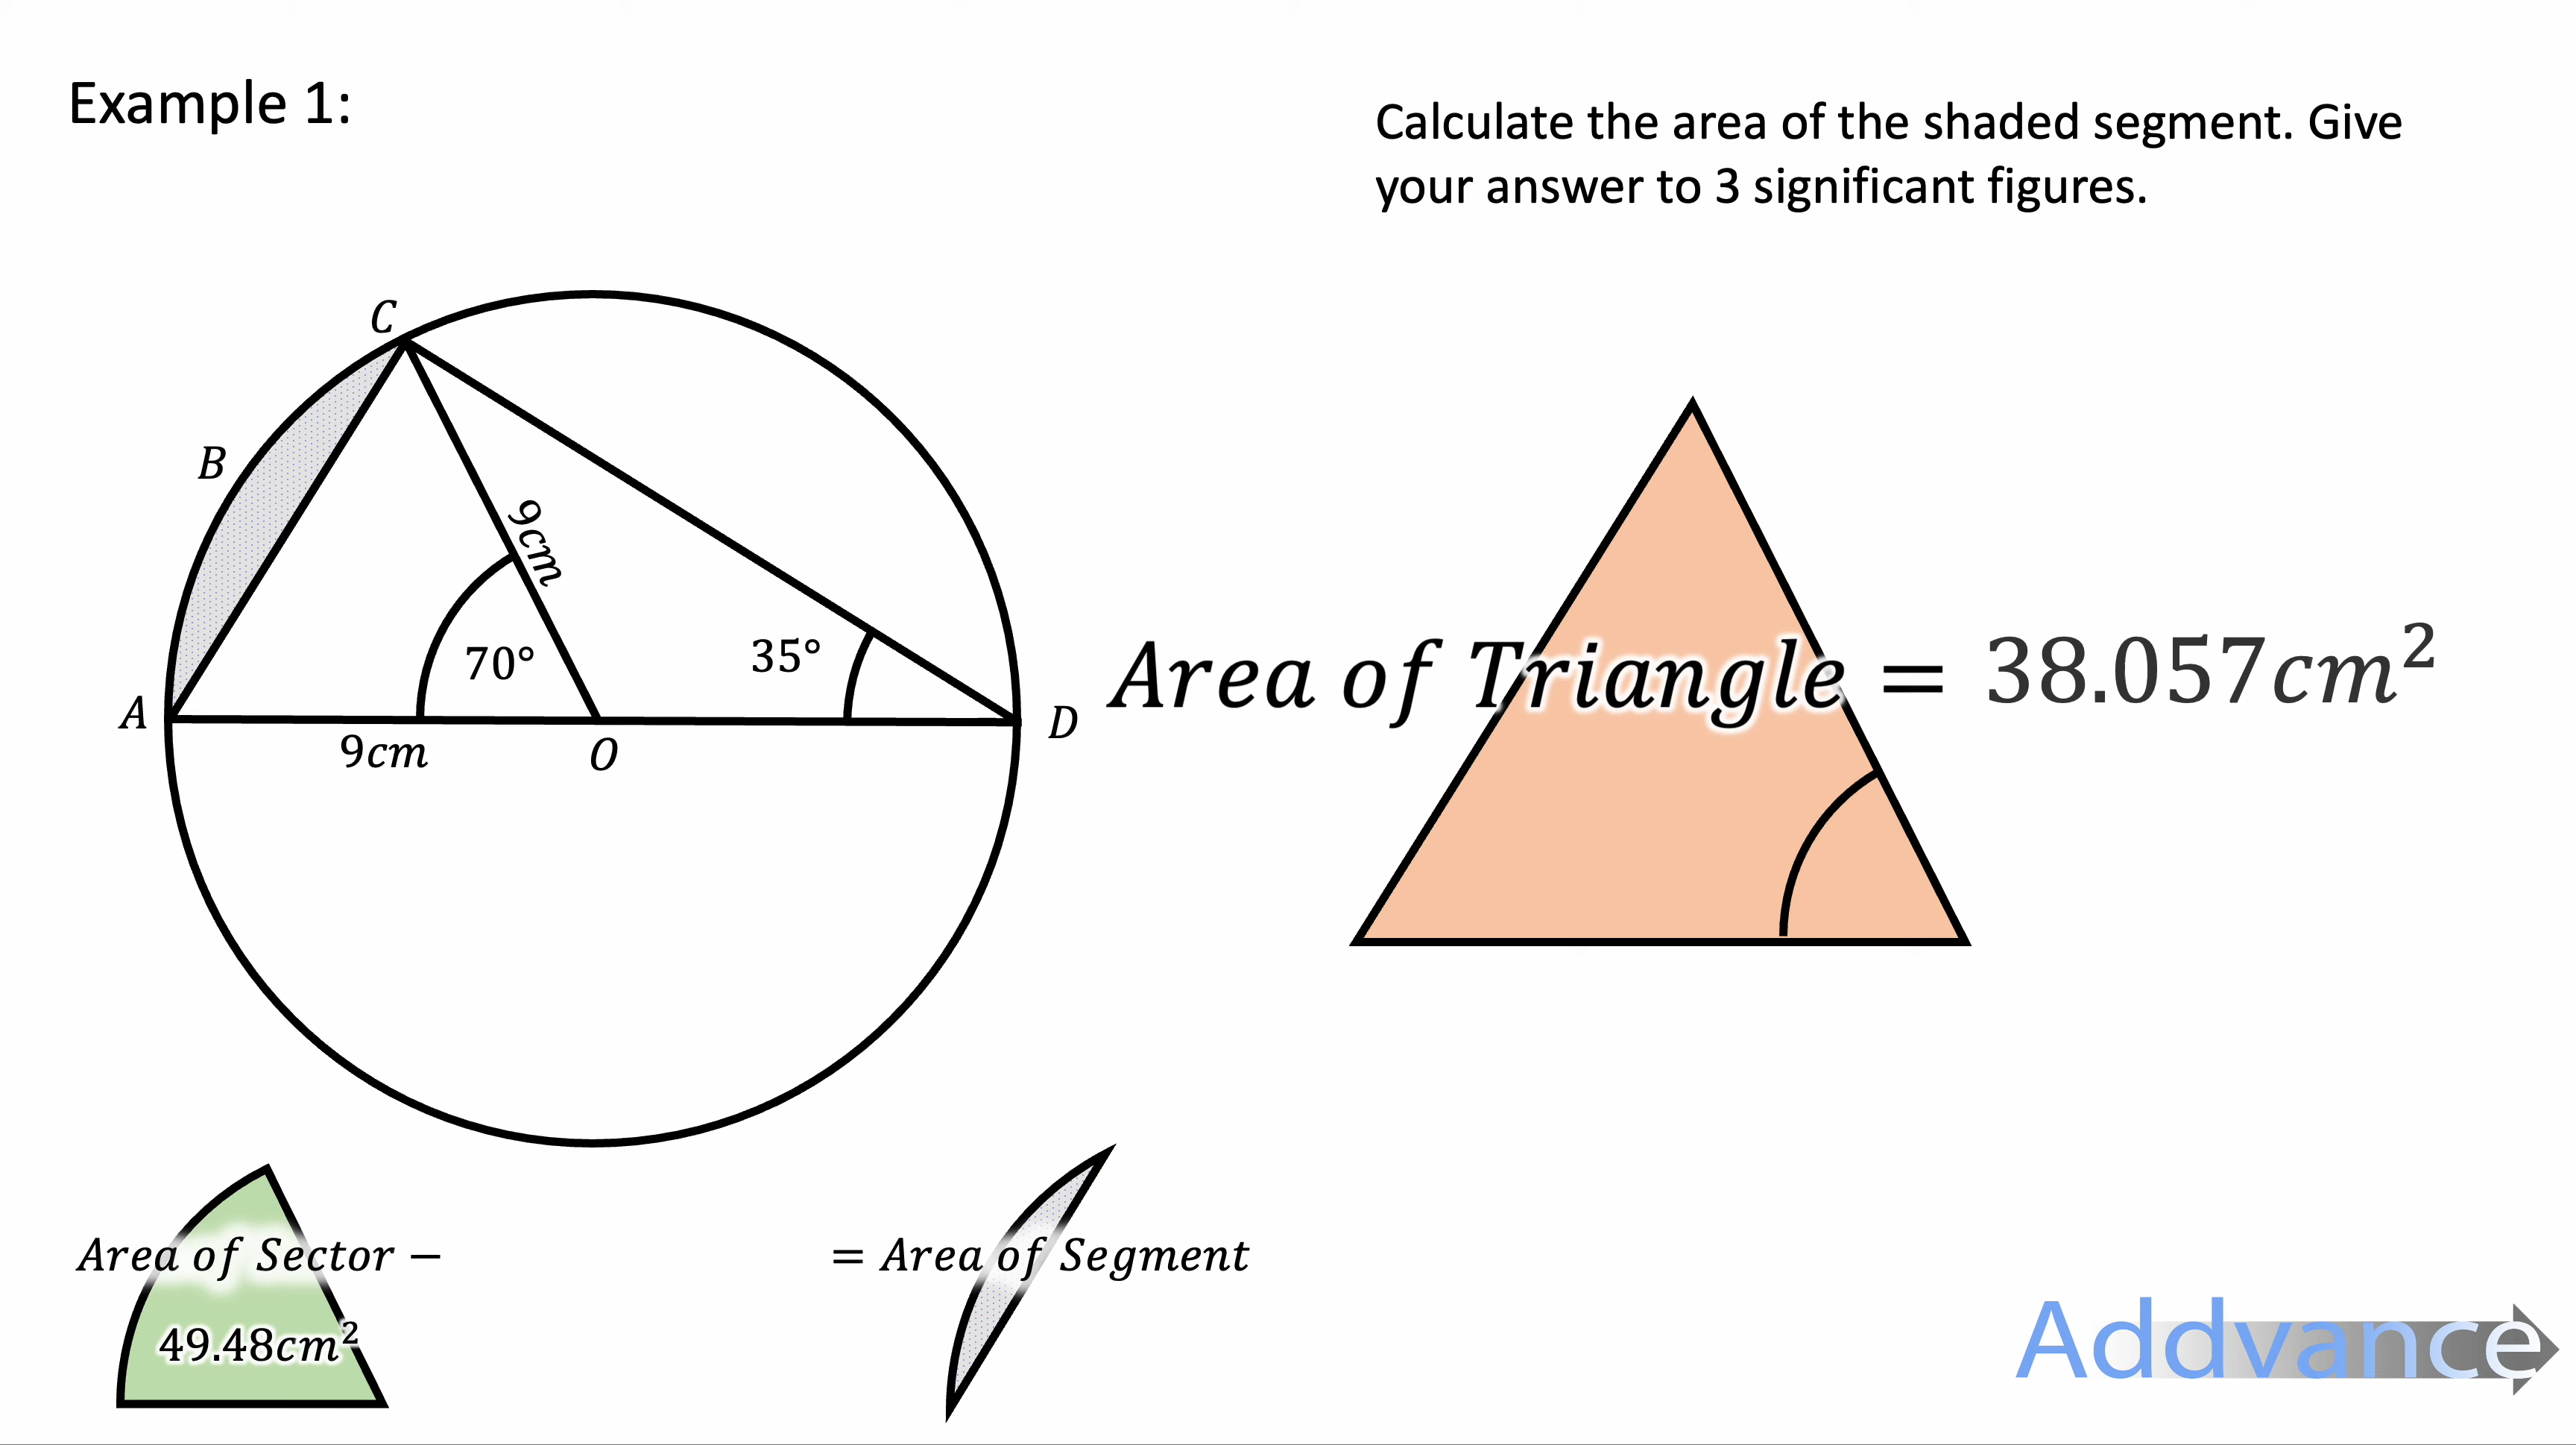 Example 1:
Calculate the area of the shaded segment. Give
your answer to 3 significant figures.
C
B
9cm
70°
35°
A
D
9cm
O
Area of Triangle = 38.057cm²
Area of Sector −
= Area of Segment
49.48cm²
Addvance